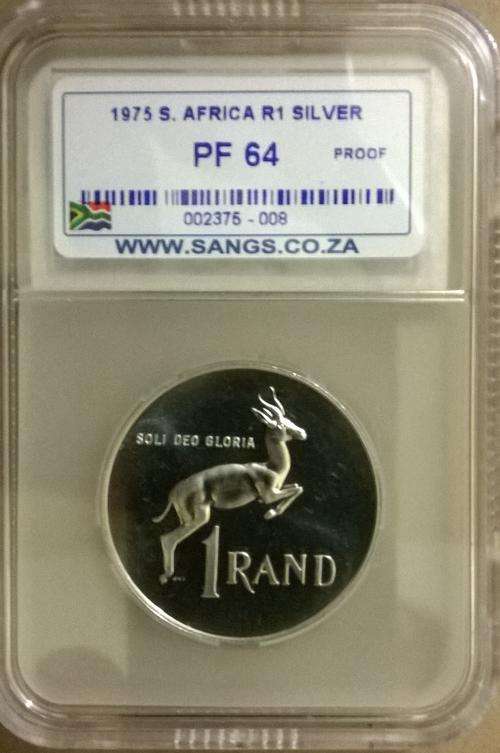 1975 S. AFRICA R1 SILVER
PF 64 PROOF
002375 - 008
WWW.SANGS.CO.ZA
SOLI DEO GLORIA
1 RAND